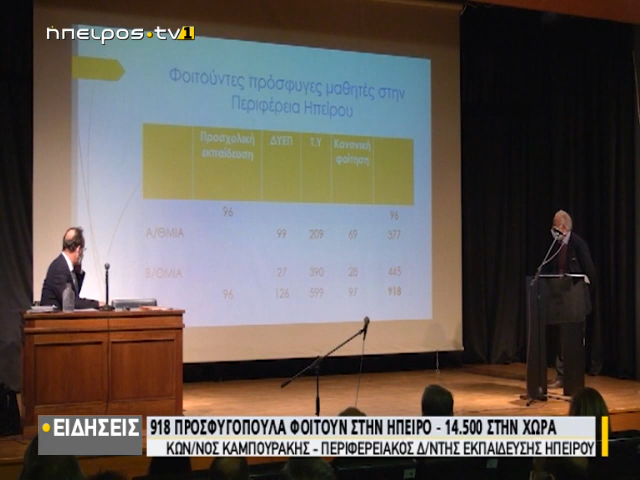 ηπειρος.tv1
Φοιτούντες πρόσφυγες μαθητές στην
Περιφέρεια Ηπείρου
Προσχολική εκπαίδευση ΔΥΕΠ Τ.Υ Κανονική φοίτηση
96 96
Α/ΘΜΙΑ 99 209 69 377
Β/ΘΜΙΑ 27 390 28 445
96 126 599 97 918
ΕΙΔΗΣΕΙΣ
918 ΠΡΟΣΦΥΓΟΠΟΥΛΑ ΦΟΙΤΟΥΝ ΣΤΗΝ ΗΠΕΙΡΟ - 14.500 ΣΤΗΝ ΧΩΡΑ
ΚΩΝ/ΝΟΣ ΚΑΜΠΟΥΡΑΚΗΣ – ΠΕΡΙΦΕΡΕΙΑΚΟΣ Δ/ΝΤΗΣ ΕΚΠΑΙΔΕΥΣΗΣ ΗΠΕΙΡΟΥ